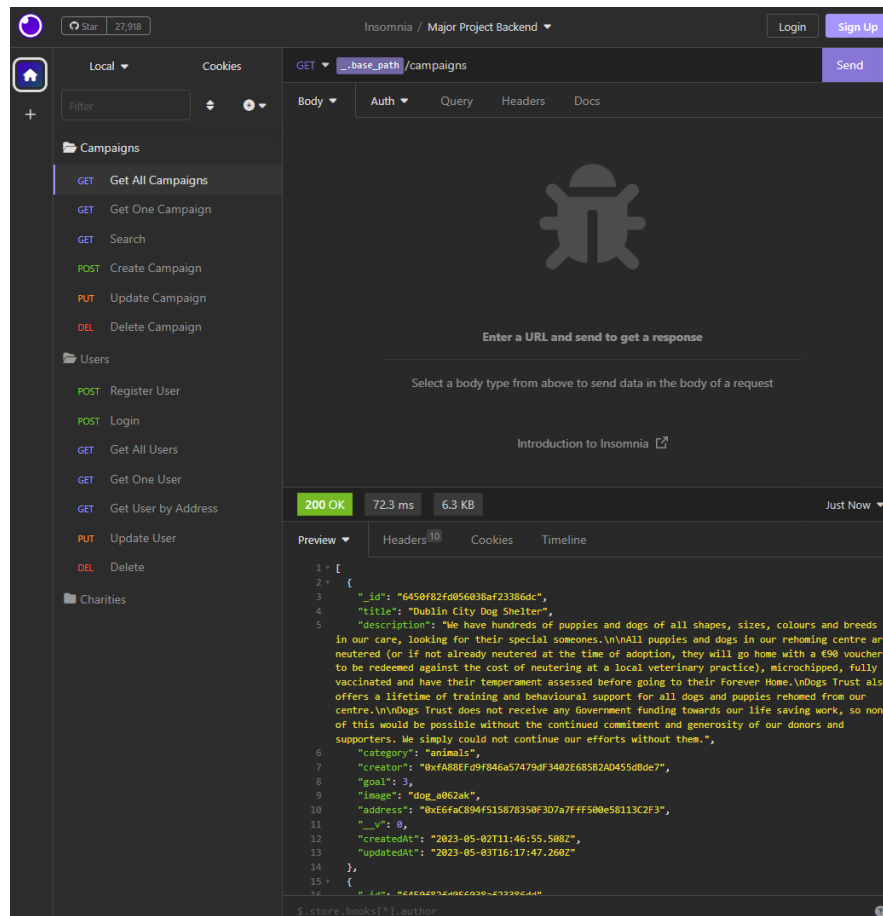 Star 27,918
Insomnia / Major Project Backend
Login
Sign Up
Local
Cookies
Filter
Campaigns
GET Get All Campaigns
GET Get One Campaign
GET Search
POST Create Campaign
PUT Update Campaign
DEL Delete Campaign
Users
POST Register User
POST Login
GET Get All Users
GET Get One User
GET Get User by Address
PUT Update User
DEL Delete
Charities
GET _.base_path /campaigns
Send
Body Auth Query Headers Docs
Enter a URL and send to get a response
Select a body type from above to send data in the body of a request
Introduction to Insomnia
200 OK 72.3 ms 6.3 KB Just Now
Preview Headers 10 Cookies Timeline
1 [
2 {
3 "_id": "6450f82fd056038af23386dc",
4 "title": "Dublin City Dog Shelter",
5 "description": "We have hundreds of puppies and dogs of all shapes, sizes, colours and breeds
in our care, looking for their special someones.\n\nAll puppies and dogs in our rehoming centre ar
neutered (or if not already neutered at the time of adoption, they will go home with a €90 voucher
to be redeemed against the cost of neutering at a local veterinary practice), microchipped, fully
vaccinated and have their temperament assessed before going to their Forever Home.\nDogs Trust als
offers a lifetime of training and behavioural support for all dogs and puppies rehomed from our
centre.\n\nDogs Trust does not receive any Government funding towards our life saving work, so non
of this would be possible without the continued commitment and generosity of our donors and
supporters. We simply could not continue our efforts without them.",
6 "category": "animals",
7 "creator": "0xfA88EFd9f846a57479dF3402E685B2AD455dBde7",
8 "goal": 3,
9 "image": "dog_a062ak",
10 "address": "0xE6faC894f515878350F3D7a7FfF500e58113C2F3",
11 "__v": 0,
12 "createdAt": "2023-05-02T11:46:55.508Z",
13 "updatedAt": "2023-05-03T16:17:47.260Z"
14 },
15 {
16 "_id": "6450f82fd056038af23386dd",
$.store.books[*].author